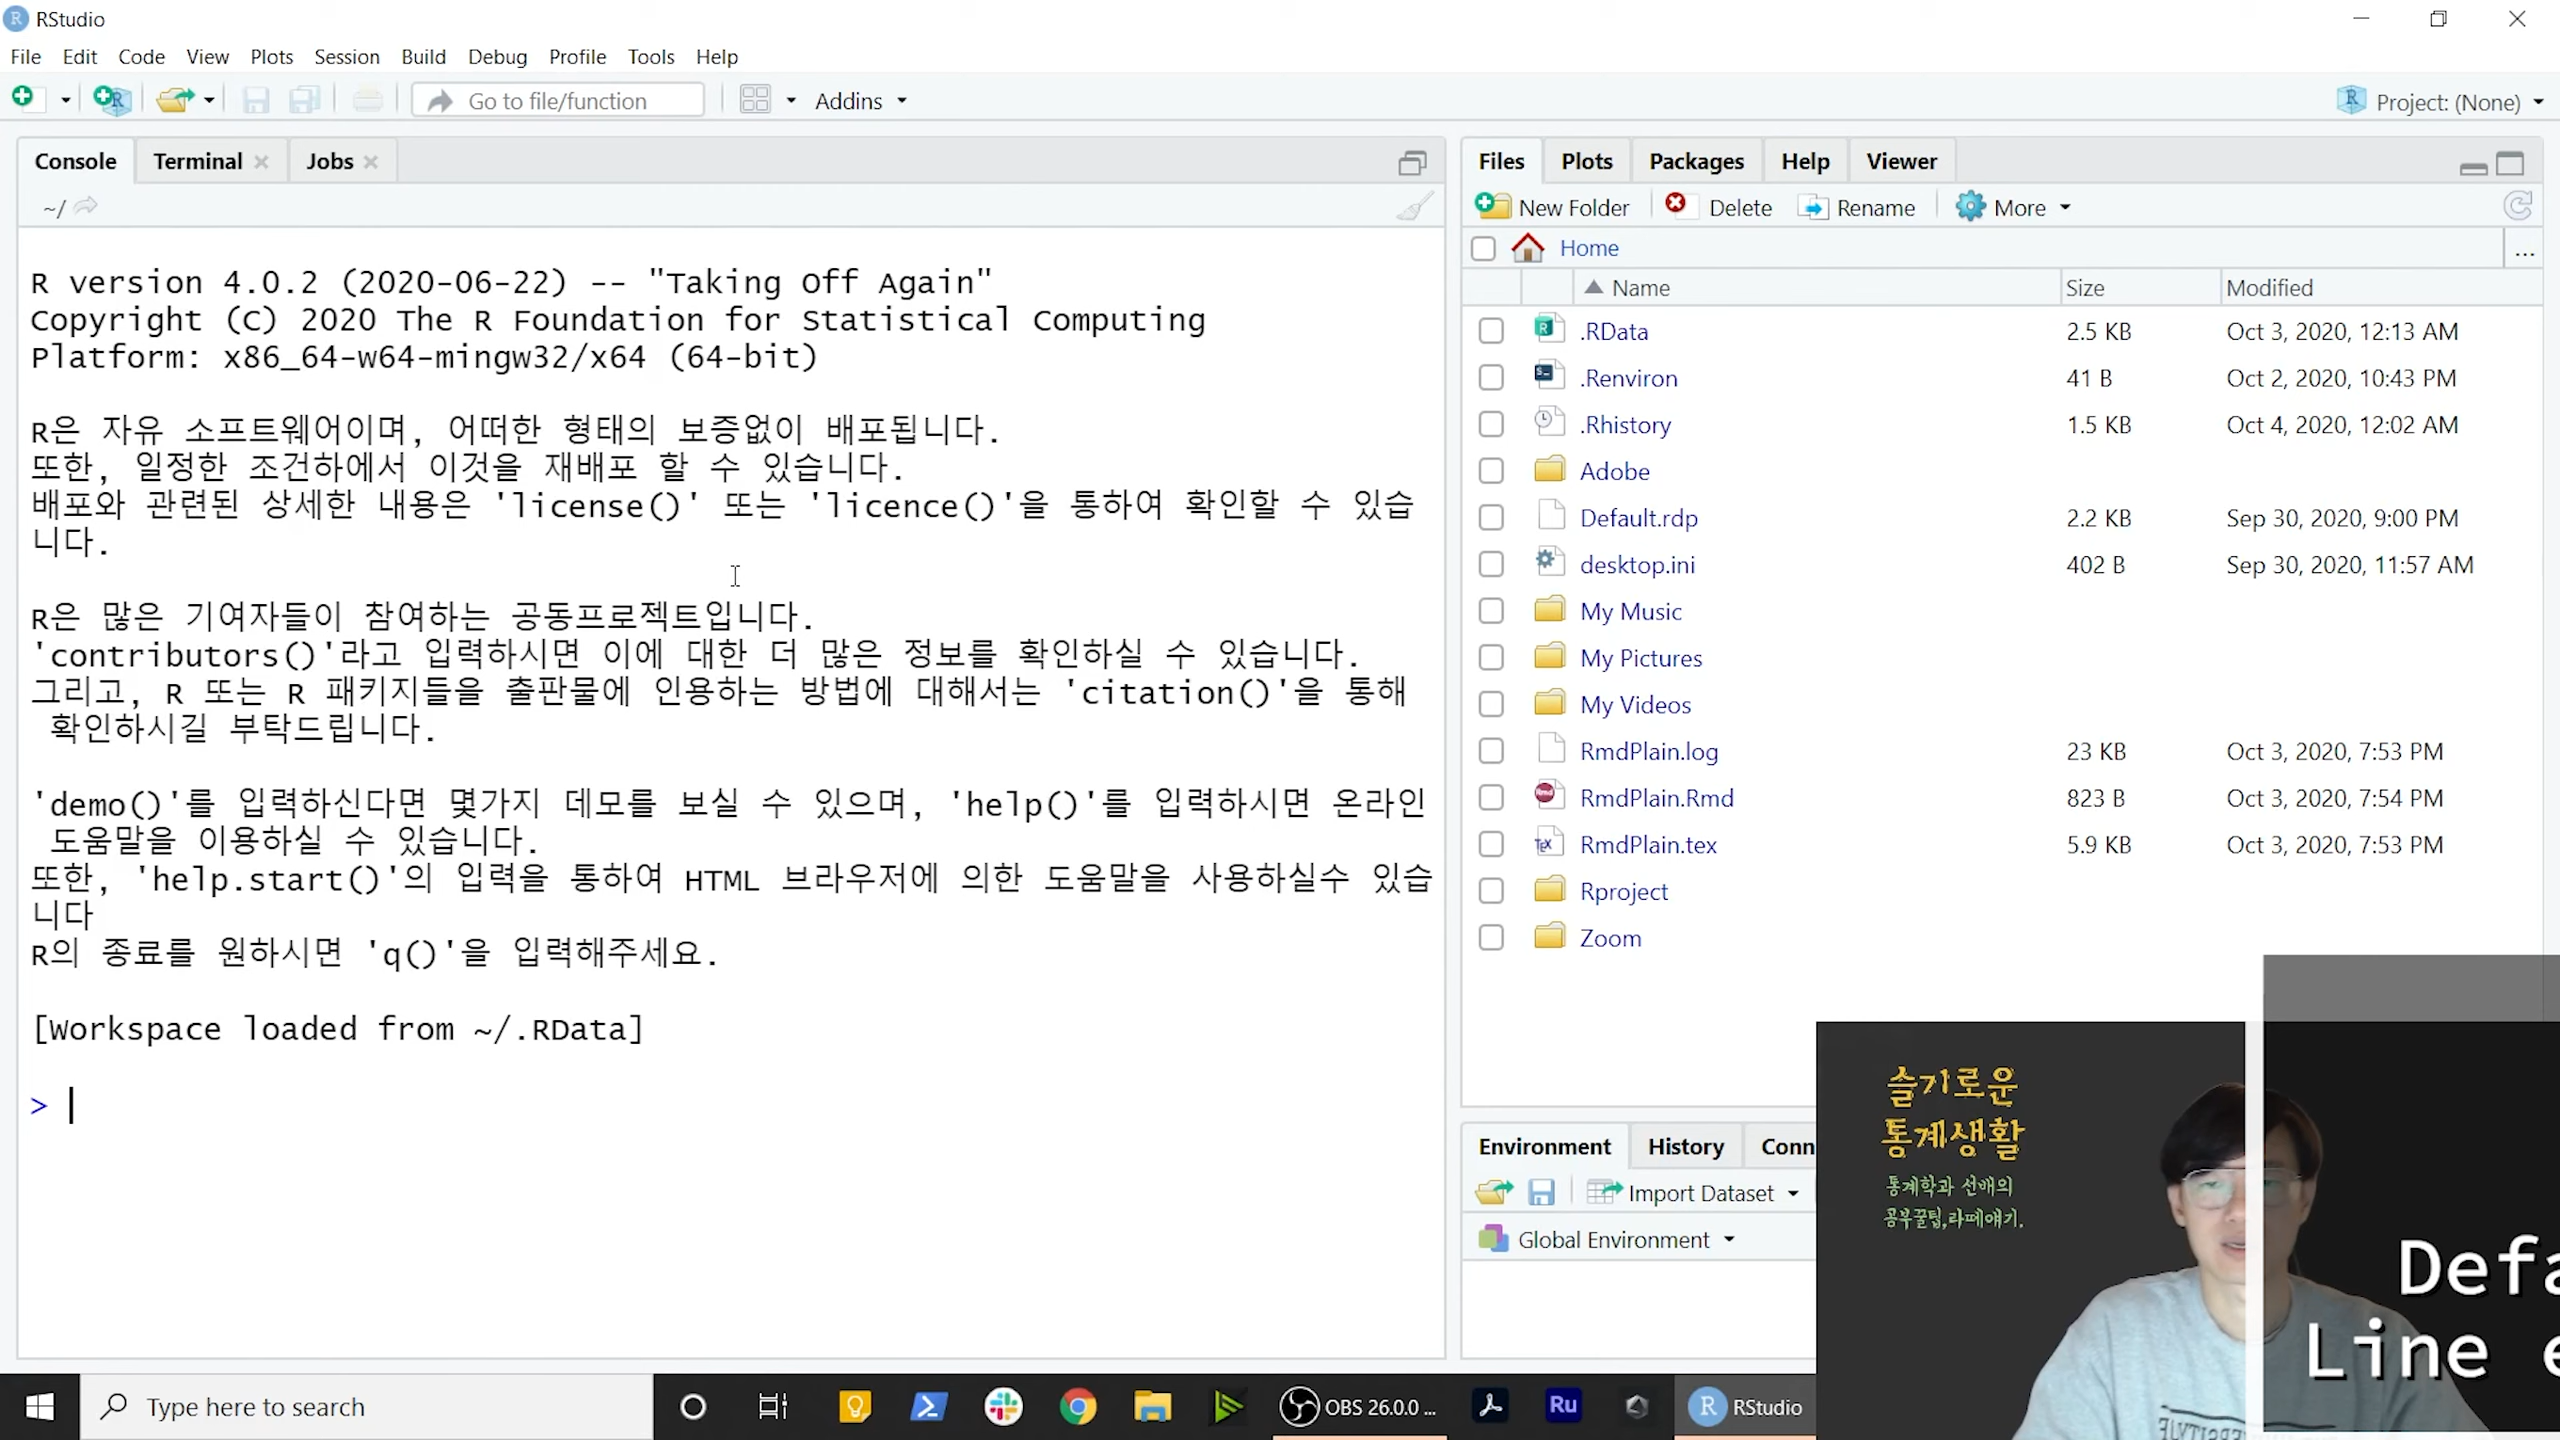 RStudio
File Edit Code View Plots Session Build Debug Profile Tools Help
Go to file/function Addins Project: (None)
Console Terminal Jobs
~/
R version 4.0.2 (2020-06-22) -- "Taking Off Again"
Copyright (C) 2020 The R Foundation for Statistical Computing
Platform: x86_64-w64-mingw32/x64 (64-bit)
R은 자유 소프트웨어이며, 어떠한 형태의 보증없이 배포됩니다.
또한, 일정한 조건하에서 이것을 재배포 할 수 있습니다.
배포와 관련된 상세한 내용은 'license()' 또는 'licence()'을 통하여 확인할 수 있습
니다.
R은 많은 기여자들이 참여하는 공동프로젝트입니다.
'contributors()'라고 입력하시면 이에 대한 더 많은 정보를 확인하실 수 있습니다.
그리고, R 또는 R 패키지들을 출판물에 인용하는 방법에 대해서는 'citation()'을 통해
확인하시길 부탁드립니다.
'demo()'를 입력하신다면 몇가지 데모를 보실 수 있으며, 'help()'를 입력하시면 온라인
도움말을 이용하실 수 있습니다.
또한, 'help.start()'의 입력을 통하여 HTML 브라우저에 의한 도움말을 사용하실수 있습
니다
R의 종료를 원하시면 'q()'을 입력해주세요.
[Workspace loaded from ~/.RData]
>
Files Plots Packages Help Viewer
New Folder Delete Rename More
Home ...
Name Size Modified
.RData 2.5 KB Oct 3, 2020, 12:13 AM
.Renviron 41 B Oct 2, 2020, 10:43 PM
.Rhistory 1.5 KB Oct 4, 2020, 12:02 AM
Adobe
Default.rdp 2.2 KB Sep 30, 2020, 9:00 PM
desktop.ini 402 B Sep 30, 2020, 11:57 AM
My Music
My Pictures
My Videos
RmdPlain.log 23 KB Oct 3, 2020, 7:53 PM
RmdPlain.Rmd 823 B Oct 3, 2020, 7:54 PM
RmdPlain.tex 5.9 KB Oct 3, 2020, 7:53 PM
Rproject
Zoom
Environment History Conn
Import Dataset
Global Environment
슬기로운
통계생활
통계학과 선배의
공부꿀팁,라떼얘기.
Defa
Line e
Type here to search
OBS 26.0.0 ...
Ru
RStudio